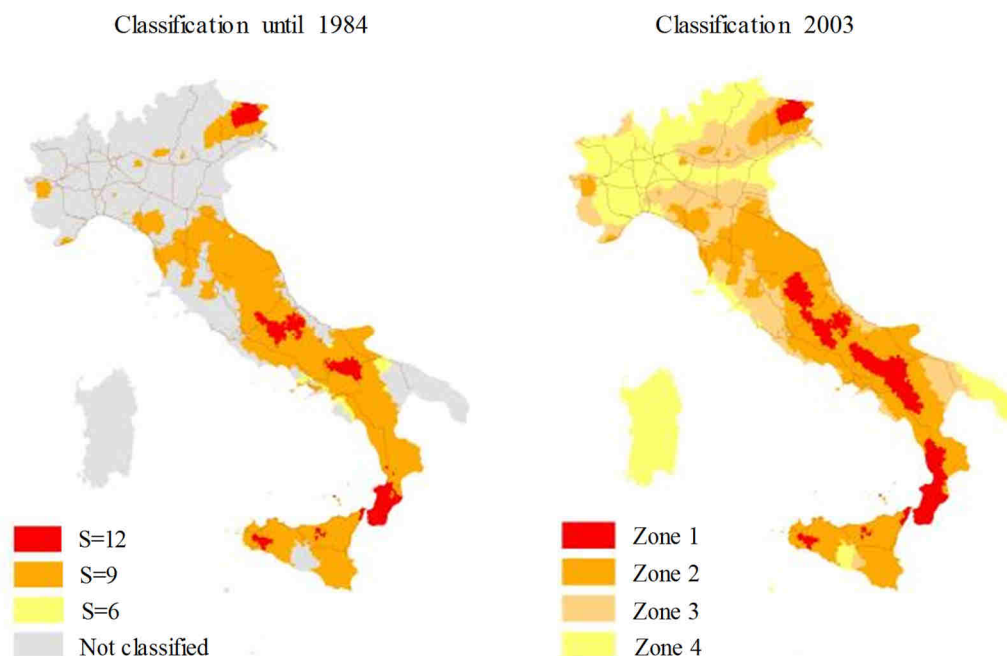 Classification until 1984
Classification 2003
S=12
S=9
S=6
Not classified
Zone 1
Zone 2
Zone 3
Zone 4